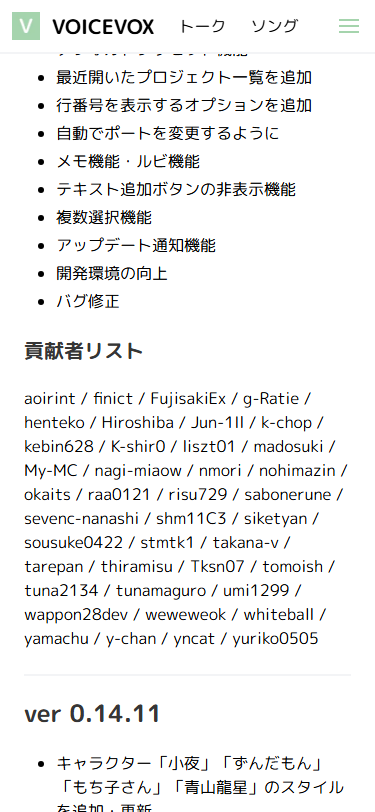 V VOICEVOX トーク ソング
最近開いたプロジェクト一覧を追加
行番号を表示するオプションを追加
自動でポートを変更するように
メモ機能・ルビ機能
テキスト追加ボタンの非表示機能
複数選択機能
アップデート通知機能
開発環境の向上
バグ修正
貢献者リスト
aoirint / finict / FujisakiEx / g-Ratie /
henteko / Hiroshiba / Jun-1ll / k-chop /
kebin628 / K-shir0 / liszt01 / madosuki /
My-MC / nagi-miaow / nmori / nohimazin /
okaits / raa0121 / risu729 / sabonerune /
sevenc-nanashi / shm11C3 / siketyan /
sousuke0422 / stmtk1 / takana-v /
tarepan / thiramisu / Tksn07 / tomoish /
tuna2134 / tunamaguro / umi1299 /
wappon28dev / weweweok / whiteball /
yamachu / y-chan / yncat / yuriko0505
ver 0.14.11
キャラクター「小夜」「ずんだもん」
「もち子さん」「青山龍星」のスタイル
を追加・更新